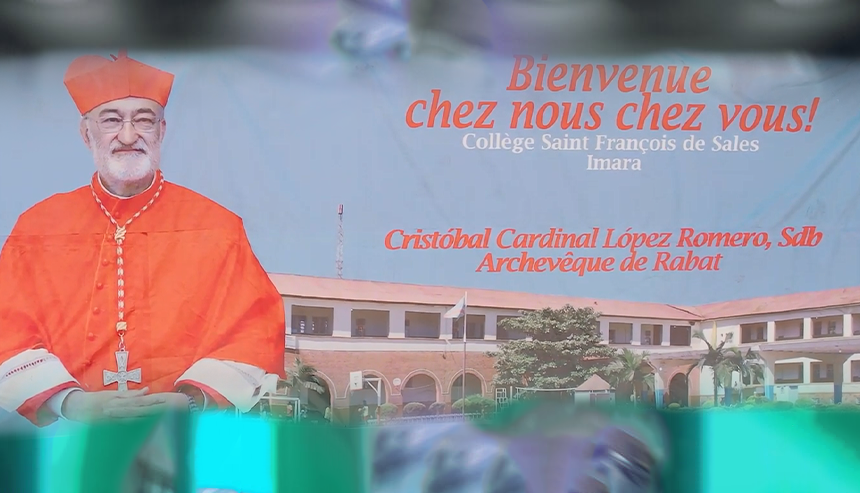 Bienvenue
chez nous chez vous!
Collège Saint François de Sales
Imara
Cristóbal Cardinal López Romero, Sdb
Archevêque de Rabat